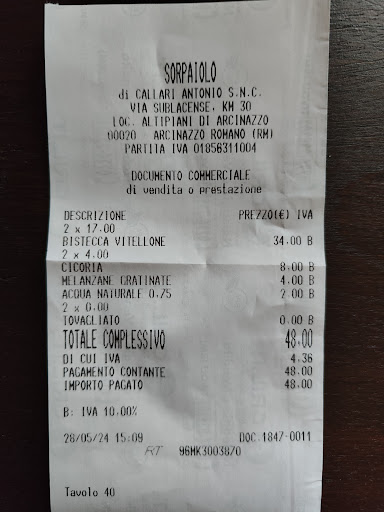 SORPAIOLO
di CALLARI ANTONIO S.N.C.
VIA SUBLACENSE, KM 30
LOC. ALTIPIANI DI ARCINAZZO
00020 ARCINAZZO ROMANO (RM)
PARTITA IVA 01856311004
DOCUMENTO COMMERCIALE
di vendita o prestazione
DESCRIZIONE PREZZO(€) IVA
2 x 17.00
BISTECCA VITELLONE 34.00 B
2 x 4.00
CICORIA 8.00 B
MELANZANE GRATINATE 4.00 B
ACQUA NATURALE 0.75 2.00 B
2 x 0.00
TOVAGLIATO 0.00 B
TOTALE COMPLESSIVO 48.00
DI CUI IVA 4.36
PAGAMENTO CONTANTE 48.00
IMPORTO PAGATO 48.00
B: IVA 10.00%
28/05/24 15:09 DOC.1847-0011
RT 96MK3003870
Tavolo 40